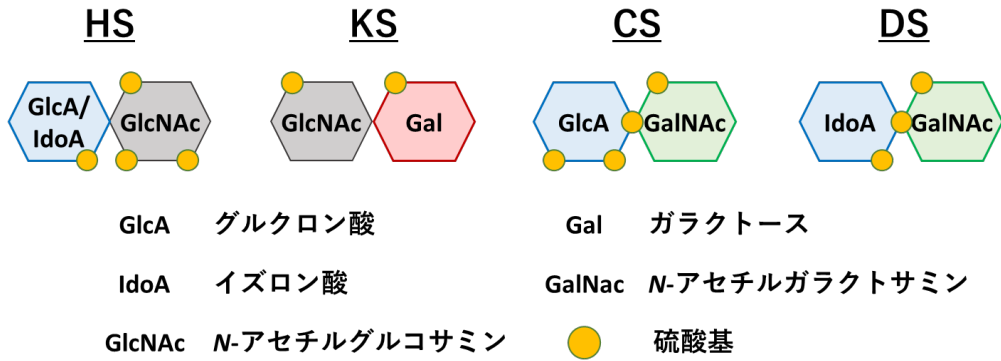 HS KS CS DS
GlcA/ GlcNAc GlcNAc Gal GlcA GalNAc IdoA GalNAc
IdoA
GlcA グルクロン酸 Gal ガラクトース
IdoA イズロン酸 GalNac N-アセチルガラクトサミン
GlcNAc N-アセチルグルコサミン 硫酸基